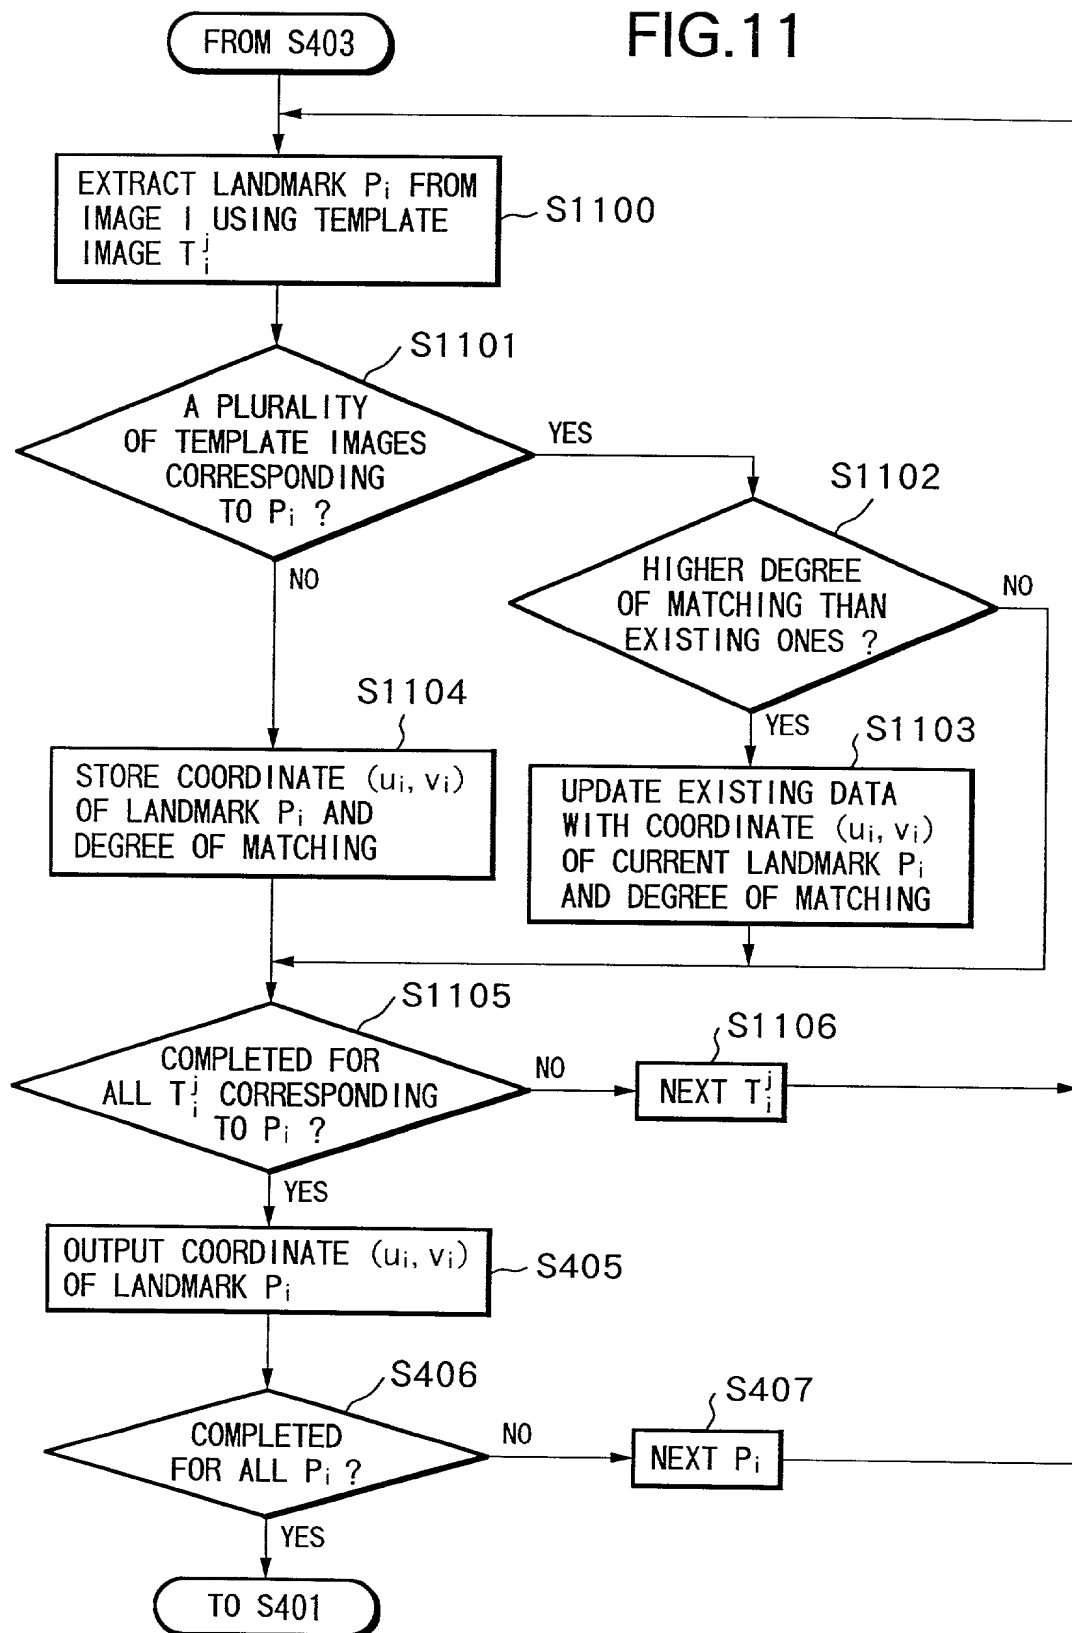 FIG.11
FROM S403
EXTRACT LANDMARK Pi FROM
IMAGE I USING TEMPLATE
IMAGE T_i^j
S1100
S1101
A PLURALITY
OF TEMPLATE IMAGES
CORRESPONDING
TO Pi ?
YES
NO
S1102
HIGHER DEGREE
OF MATCHING THAN
EXISTING ONES ?
NO
YES
S1104
STORE COORDINATE (ui, vi)
OF LANDMARK Pi AND
DEGREE OF MATCHING
S1103
UPDATE EXISTING DATA
WITH COORDINATE (ui, vi)
OF CURRENT LANDMARK Pi
AND DEGREE OF MATCHING
S1105
COMPLETED FOR
ALL T_i^j CORRESPONDING
TO Pi ?
NO
YES
S1106
NEXT T_i^j
OUTPUT COORDINATE (ui, vi)
OF LANDMARK Pi
S405
S406
COMPLETED
FOR ALL Pi ?
NO
YES
S407
NEXT Pi
TO S401